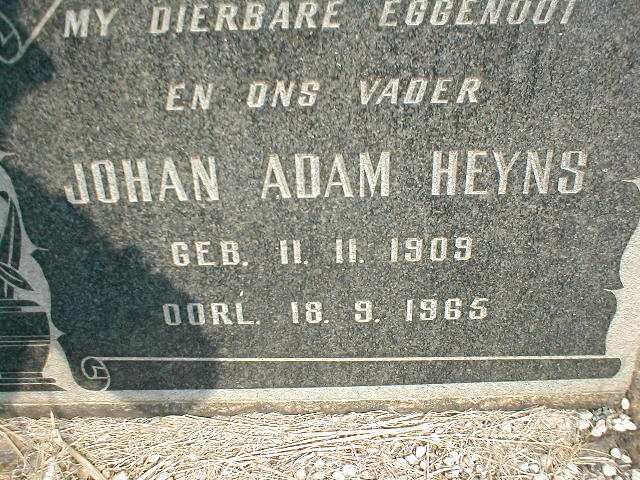 MY DIERBARE EGGENOOT
EN ONS VADER
JOHAN ADAM HEYNS
GEB. 11. 11. 1909
OORL. 18. 9. 1965